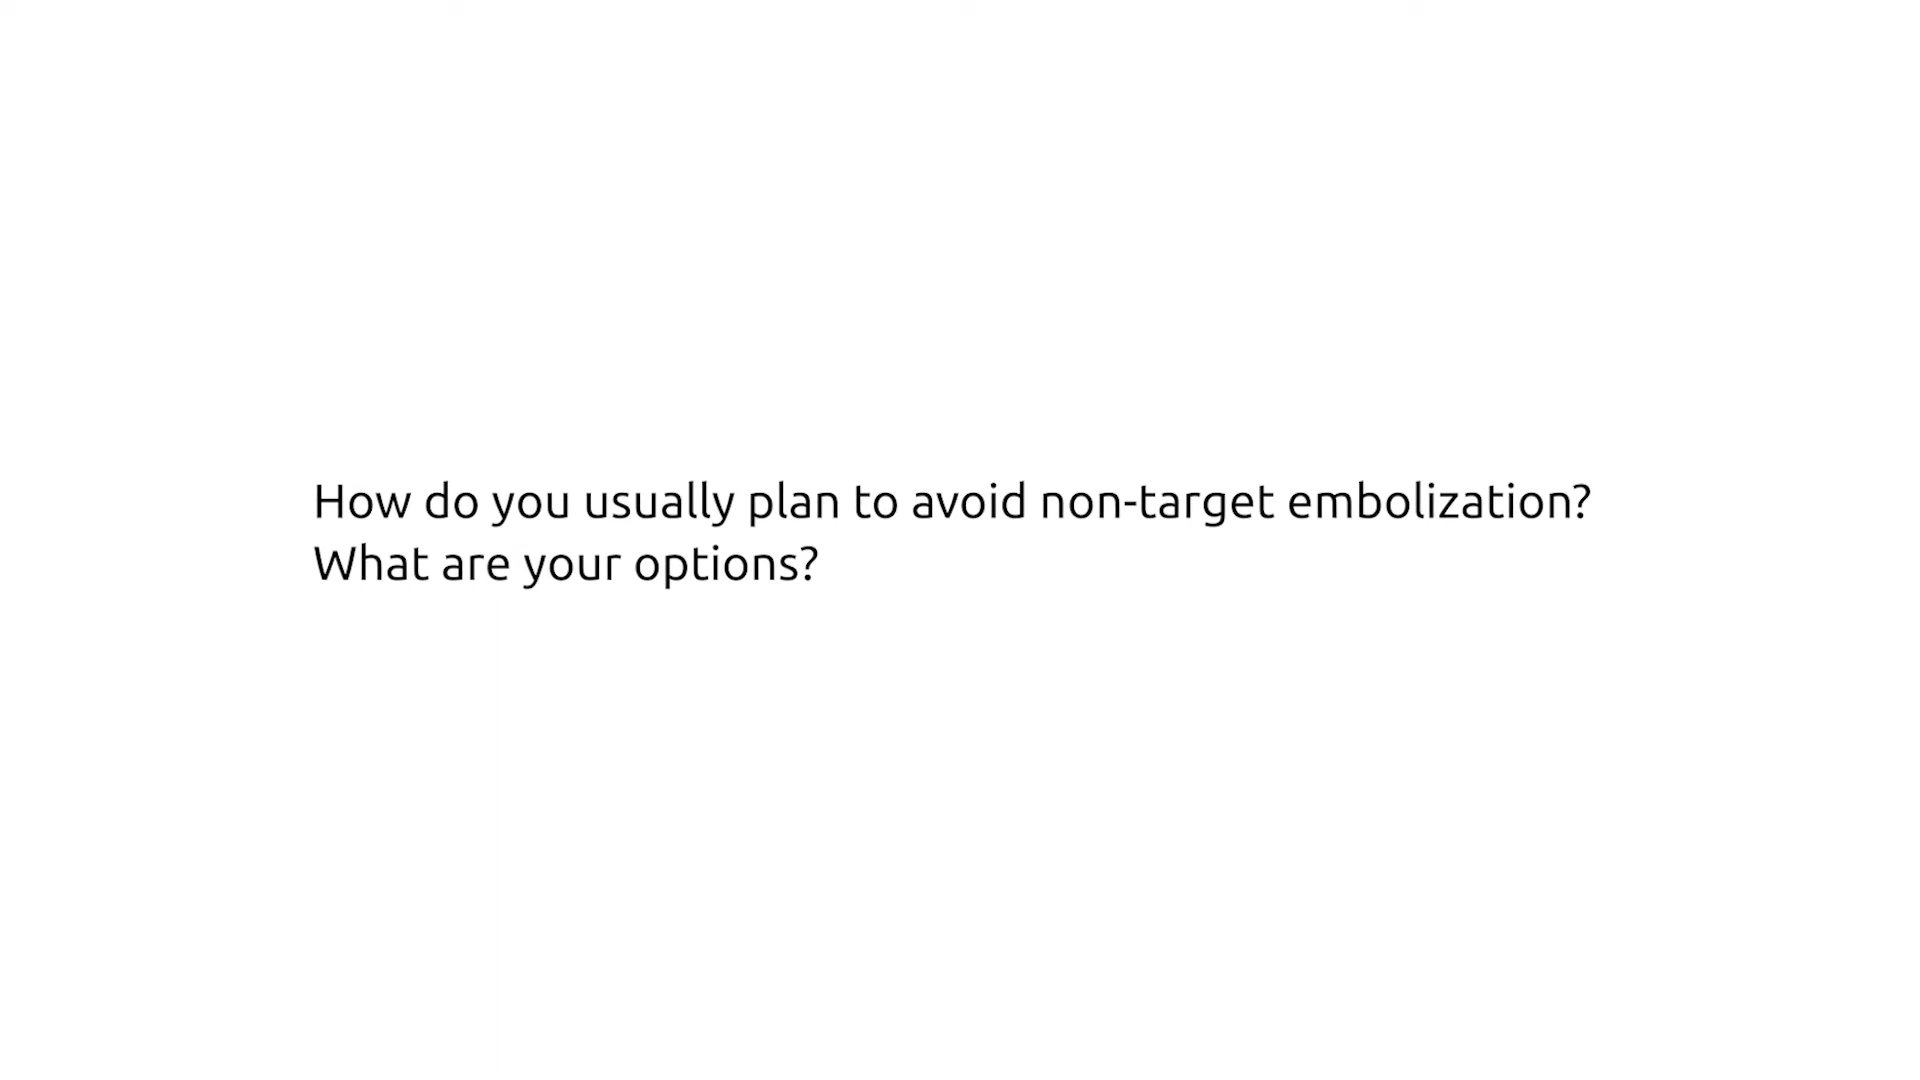 How do you usually plan to avoid non-target embolization?
What are your options?